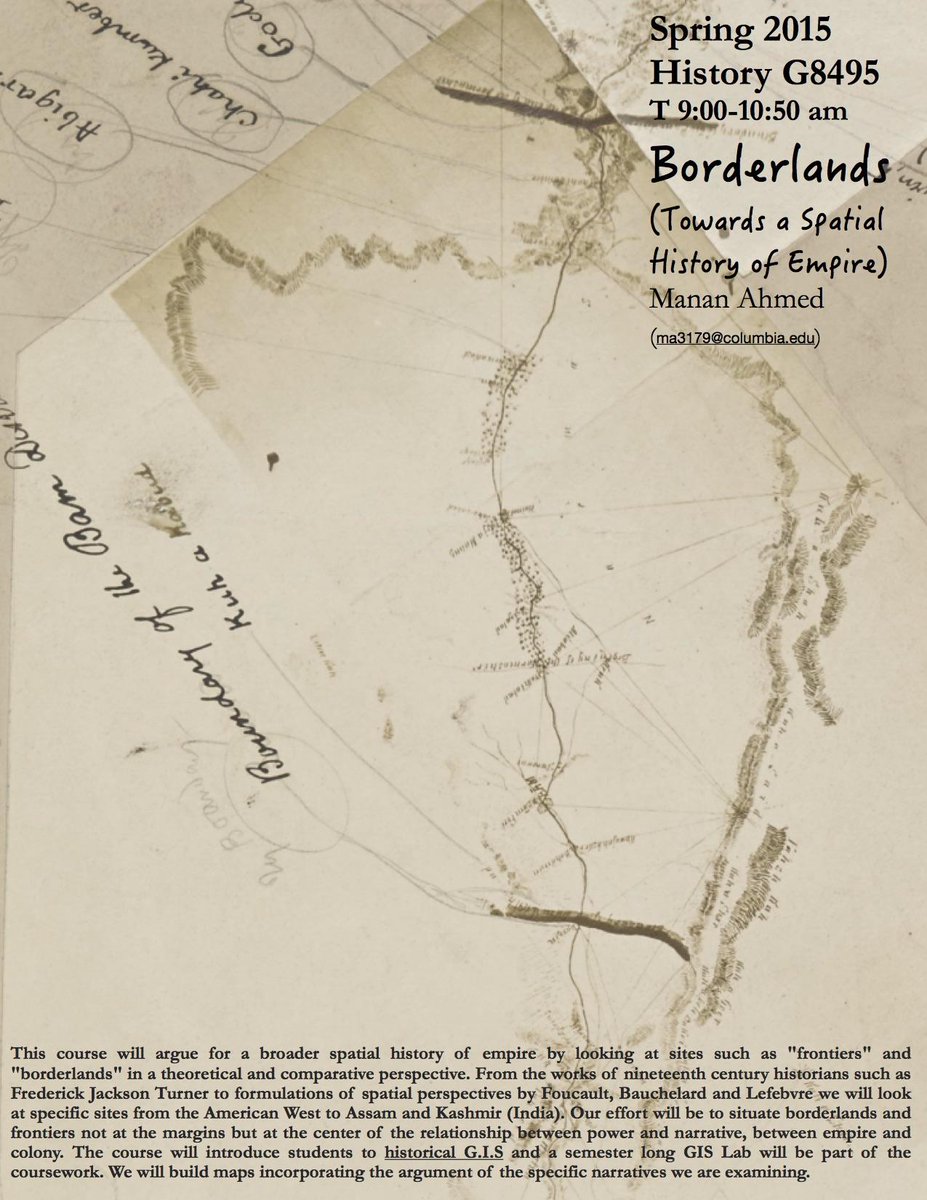 Spring 2015
History G8495
T 9:00-10:50 am
Borderlands
(Towards a Spatial
History of Empire)
Manan Ahmed
(ma3179@columbia.edu)
Abigar
Chahi Kumber
God
Boundary of the Bam
Kuh a
Boundary
This course will argue for a broader spatial history of empire by looking at sites such as "frontiers" and
"borderlands" in a theoretical and comparative perspective. From the works of nineteenth century historians such as
Frederick Jackson Turner to formulations of spatial perspectives by Foucault, Bauchelard and Lefebvre we will look
at specific sites from the American West to Assam and Kashmir (India). Our effort will be to situate borderlands and
frontiers not at the margins but at the center of the relationship between power and narrative, between empire and
colony. The course will introduce students to historical G.I.S and a semester long GIS Lab will be part of the
coursework. We will build maps incorporating the argument of the specific narratives we are examining.